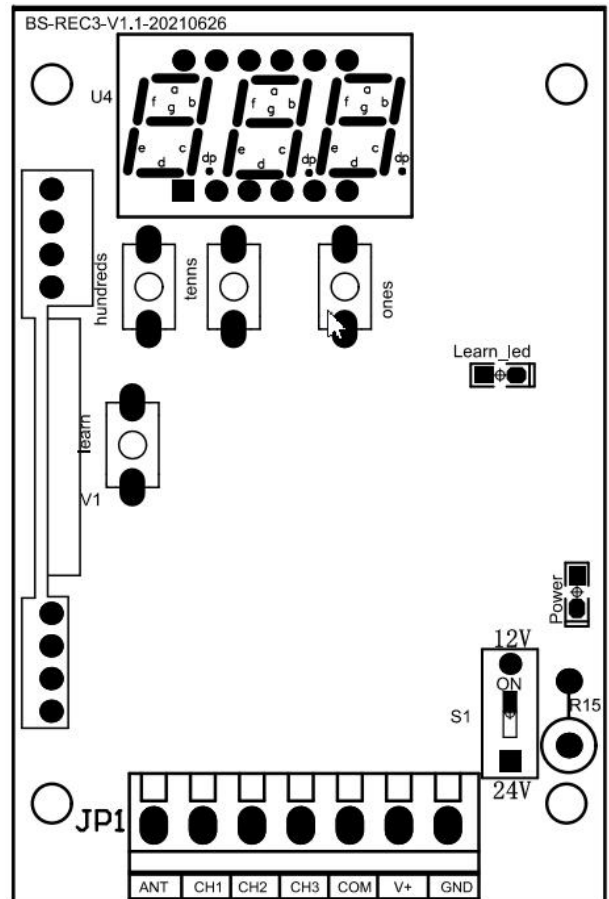 BS-REC3-V1.1-20210626
U4
a
f
b
g
e
c
d
dp
a
f
b
g
e
c
d
dp
a
f
b
g
e
c
d
dp
hundreds
tenns
ones
Learn_led
learn
V1
Power
12V
ON
S1
R15
24V
JP1
ANT CH1 CH2 CH3 COM V+ GND